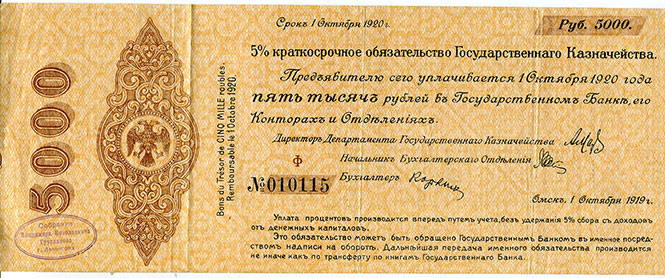 Срокъ 1 Октября 1920 г.
Руб. 5000.
5% краткосрочное обязательство Государственнаго Казначейства.
Предъявителю сего уплачивается 1 Октября 1920 года
пять тысячъ рублей въ Государственномъ Банкѣ, его
Конторахъ и Отдѣленіяхъ.
Директоръ Департамента Государственнаго Казначейства
Начальникъ Бухгалтерскаго Отдѣленія
Бухгалтеръ
Ф
№ 010115
Омскъ, 1 Октября 1919 г.
Уплата процентовъ производится впередъ путемъ учета, безъ удержанія 5% сбора съ доходовъ
отъ денежныхъ капиталовъ.
Это обязательство можетъ быть обращено Государственнымъ Банкомъ въ именное посред-
ствомъ надписи на оборотѣ. Дальнѣйшая передача именного обязательства производится
не иначе какъ по трансферту по книгамъ Государственнаго Банка.
5000
Bons du Trésor de CINQ MILLE roubles.
Remboursable le 1 Octobre 1920.